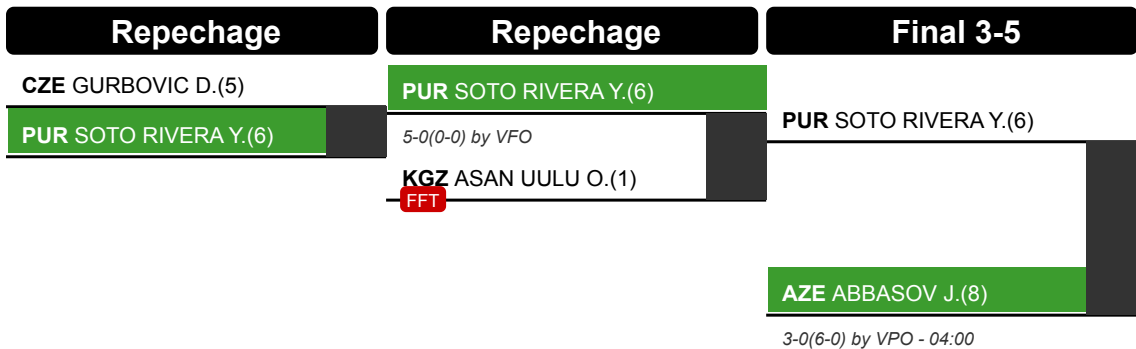 Repechage
Repechage
Final 3-5
CZE GURBOVIC D.(5)
PUR SOTO RIVERA Y.(6)
PUR SOTO RIVERA Y.(6)
5-0(0-0) by VFO
KGZ ASAN UULU O.(1)
FFT
PUR SOTO RIVERA Y.(6)
AZE ABBASOV J.(8)
3-0(6-0) by VPO - 04:00